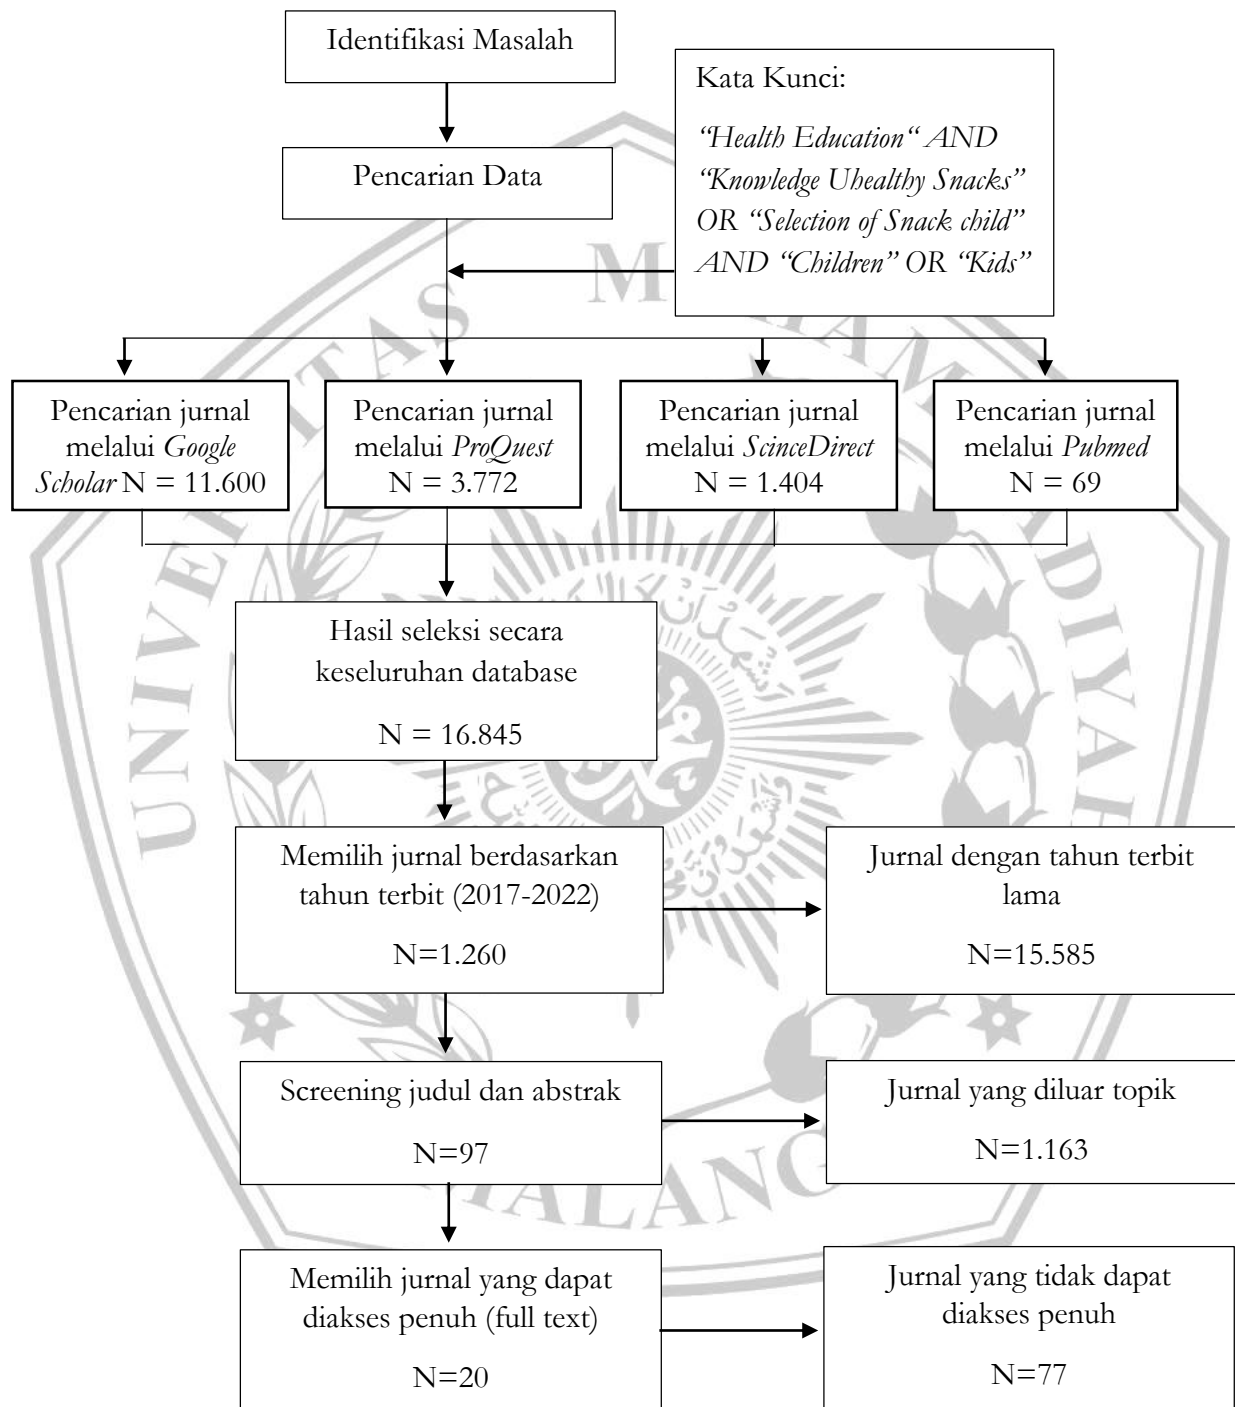 Identifikasi Masalah
Kata Kunci:
“Health Education“ AND
“Knowledge Uhealthy Snacks”
OR “Selection of Snack child”
AND “Children” OR “Kids”
Pencarian Data
Pencarian jurnal
melalui Google
Scholar N = 11.600
Pencarian jurnal
melalui ProQuest
N = 3.772
Pencarian jurnal
melalui ScinceDirect
N = 1.404
Pencarian jurnal
melalui Pubmed
N = 69
Hasil seleksi secara
keseluruhan database
N = 16.845
Memilih jurnal berdasarkan
tahun terbit (2017-2022)
N=1.260
Jurnal dengan tahun terbit
lama
N=15.585
Screening judul dan abstrak
N=97
Jurnal yang diluar topik
N=1.163
Memilih jurnal yang dapat
diakses penuh (full text)
N=20
Jurnal yang tidak dapat
diakses penuh
N=77
MALANG